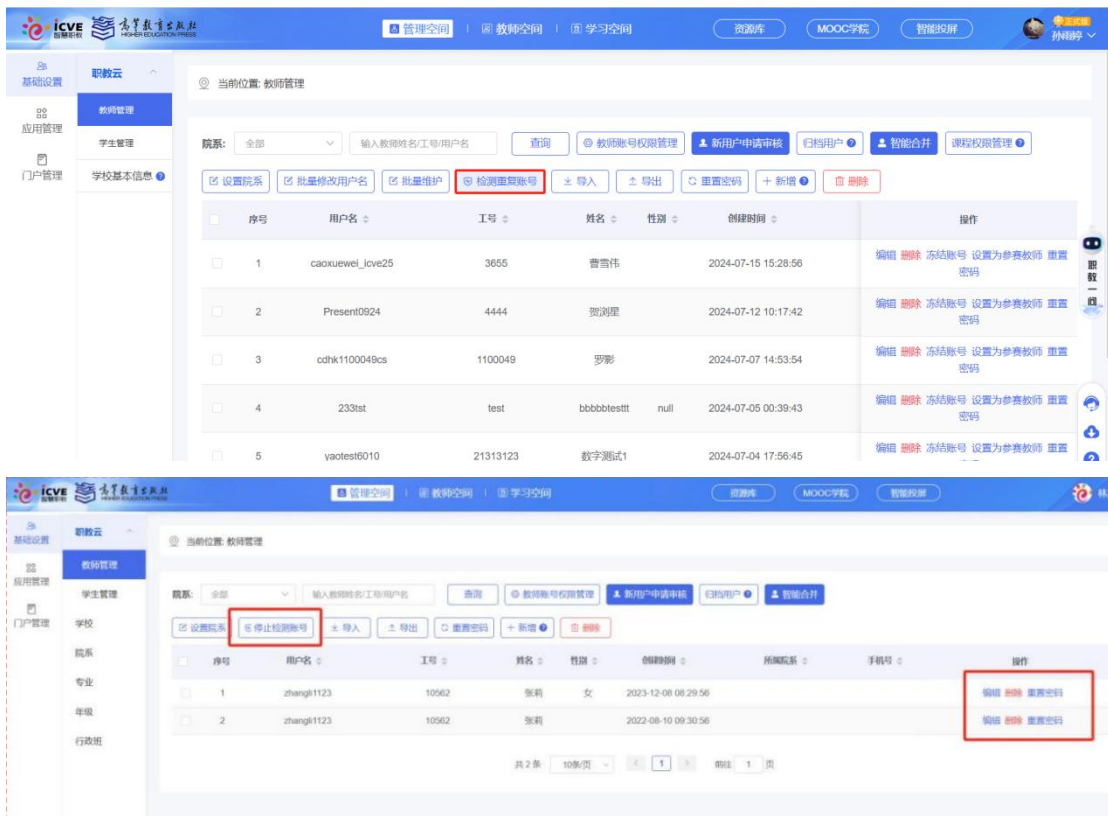 icve 智慧职教 高等教育出版社 HIGHER EDUCATION PRESS 管理空间 教师空间 学习空间 资源库 MOOC学院 智能投屏 正式版 孙翊婷
基础设置 职教云 当前位置: 教师管理
应用管理 教师管理
门户管理 学生管理 院系: 全部 输入教师姓名/工号/用户名 查询 教师账号权限管理 新用户申请审核 归档用户 智能合并 课程权限管理
学校基本信息 设置院系 批量修改用户名 批量维护 检测重复账号 导入 导出 重置密码 新增 删除
序号 用户名 工号 姓名 性别 创建时间 操作
1 caoxuewei_icve25 3655 曹雪伟 2024-07-15 15:28:56 编辑 删除 冻结账号 设置为参赛教师 重置密码
2 Present0924 4444 贺浏星 2024-07-12 10:17:42 编辑 删除 冻结账号 设置为参赛教师 重置密码
3 cdhk1100049cs 1100049 罗影 2024-07-07 14:53:54 编辑 删除 冻结账号 设置为参赛教师 重置密码
4 233tst test bbbbbtesttt null 2024-07-05 00:39:43 编辑 删除 冻结账号 设置为参赛教师 重置密码
5 yaotest6010 21313123 数字测试1 2024-07-04 17:56:45 编辑 删除 冻结账号 设置为参赛教师 重置
职教一问
icve 智慧职教 高等教育出版社 HIGHER EDUCATION PRESS 管理空间 教师空间 学习空间 资源库 MOOC学院 智能投屏 林
基础设置 职教云 当前位置: 教师管理
应用管理 教师管理
门户管理 学生管理 院系: 全部 输入教师姓名/工号/用户名 查询 教师账号权限管理 新用户申请审核 归档用户 智能合并
学校 设置院系 停止检测账号 导入 导出 重置密码 新增 删除
院系 序号 用户名 工号 姓名 性别 创建时间 所属院系 手机号 操作
专业 1 zhangli1123 10562 张莉 女 2023-12-08 08:29:56 编辑 删除 重置密码
年级 2 zhangli1123 10562 张莉 2022-08-10 09:30:56 编辑 删除 重置密码
行政班
共 2 条 10条/页 1 前往 1 页